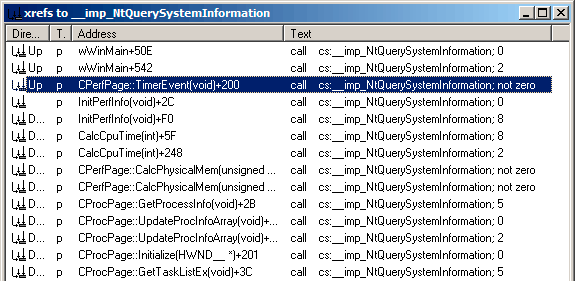 xrefs to __imp_NtQuerySystemInformation
Dire... T. Address Text
Up p wWinMain+50E call cs:__imp_NtQuerySystemInformation; 0
Up p wWinMain+542 call cs:__imp_NtQuerySystemInformation; 2
Up p CPerfPage::TimerEvent(void)+200 call cs:__imp_NtQuerySystemInformation; not zero
p InitPerfInfo(void)+2C call cs:__imp_NtQuerySystemInformation; 0
D... p InitPerfInfo(void)+F0 call cs:__imp_NtQuerySystemInformation; 8
D... p CalcCpuTime(int)+5F call cs:__imp_NtQuerySystemInformation; 8
D... p CalcCpuTime(int)+248 call cs:__imp_NtQuerySystemInformation; 2
D... p CPerfPage::CalcPhysicalMem(unsigned ... call cs:__imp_NtQuerySystemInformation; not zero
D... p CPerfPage::CalcPhysicalMem(unsigned ... call cs:__imp_NtQuerySystemInformation; not zero
D... p CProcPage::GetProcessInfo(void)+2B call cs:__imp_NtQuerySystemInformation; 5
D... p CProcPage::UpdateProcInfoArray(void)+... call cs:__imp_NtQuerySystemInformation; 0
D... p CProcPage::UpdateProcInfoArray(void)+... call cs:__imp_NtQuerySystemInformation; 2
D... p CProcPage::Initialize(HWND__ *)+201 call cs:__imp_NtQuerySystemInformation; 0
D... p CProcPage::GetTaskListEx(void)+3C call cs:__imp_NtQuerySystemInformation; 5